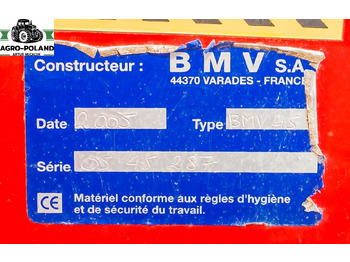 AGRO-POLAND
Constructeur : B M V S.A.
44370 VARADES - FRANCE
Date 2005 Type BMV 45
Série 05 45 287
CE Matériel conforme aux règles d'hygiène
et de sécurité du travail.